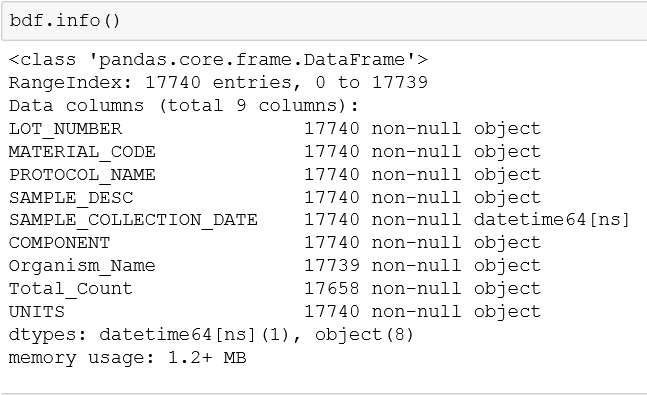 bdf.info()
<class 'pandas.core.frame.DataFrame'>
RangeIndex: 17740 entries, 0 to 17739
Data columns (total 9 columns):
LOT_NUMBER                17740 non-null object
MATERIAL_CODE             17740 non-null object
PROTOCOL_NAME             17740 non-null object
SAMPLE_DESC               17740 non-null object
SAMPLE_COLLECTION_DATE    17740 non-null datetime64[ns]
COMPONENT                 17740 non-null object
Organism_Name             17739 non-null object
Total_Count               17658 non-null object
UNITS                     17740 non-null object
dtypes: datetime64[ns](1), object(8)
memory usage: 1.2+ MB